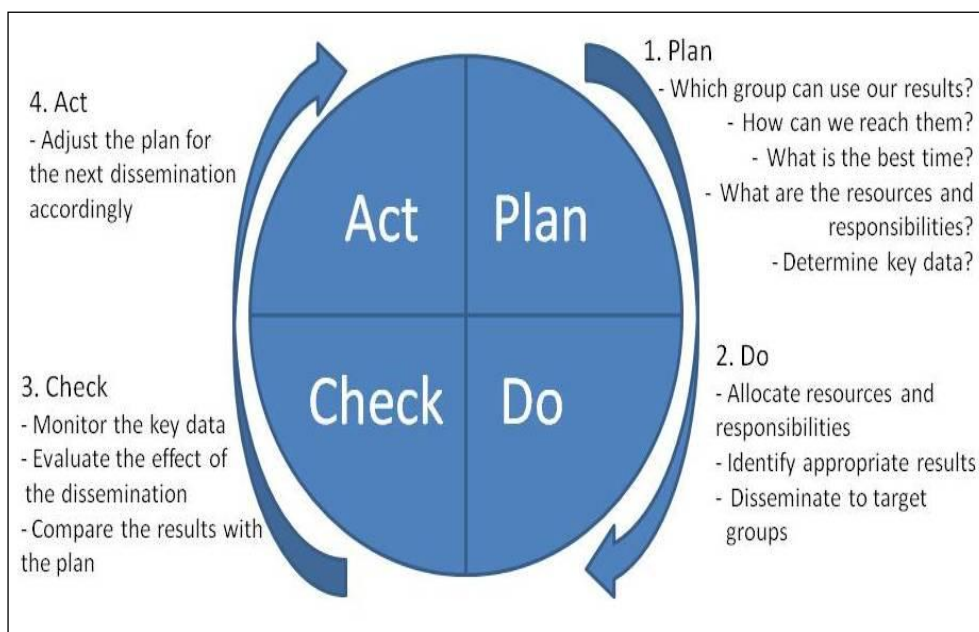 1. Plan
- Which group can use our results?
- How can we reach them?
- What is the best time?
- What are the resources and
responsibilities?
- Determine key data?
2. Do
- Allocate resources and
responsibilities
- Identify appropriate results
- Disseminate to target
groups
3. Check
- Monitor the key data
- Evaluate the effect of
the dissemination
- Compare the results with
the plan
4. Act
- Adjust the plan for
the next dissemination
accordingly
Act
Plan
Check
Do